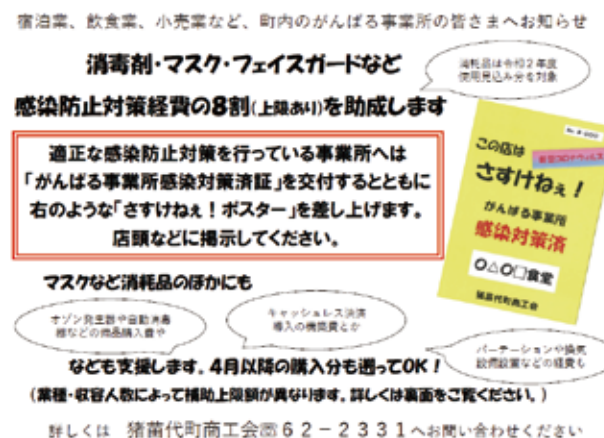 宿泊業、飲食業、小売業など、町内のがんばる事業所の皆さまへお知らせ
消毒剤・マスク・フェイスガードなど
消耗品は令和2年度
使用見込み分を対象
感染防止対策経費の8割(上限あり)を助成します
適正な感染防止対策を行っている事業所へは
「がんばる事業所感染対策済証」を交付するとともに
右のような「さすけねぇ!ポスター」を差し上げます。
店頭などに掲示してください。
この店は
新型コロナウィルス
さすけねぇ!
がんばる事業所
感染対策済
〇△〇□食堂
猪苗代町商工会
マスクなど消耗品のほかにも
オゾン発生器や自動消毒
器などの備品購入費や
キャッシュレス決済
導入の機器費とか
パーテーションや換気
設備設置などの経費も
なども支援します。4月以降の購入分も遡ってOK!
(業種・収容人数によって補助上限額が異なります。詳しくは裏面をご覧ください。)
詳しくは 猪苗代町商工会☎62-2331へお問い合わせください